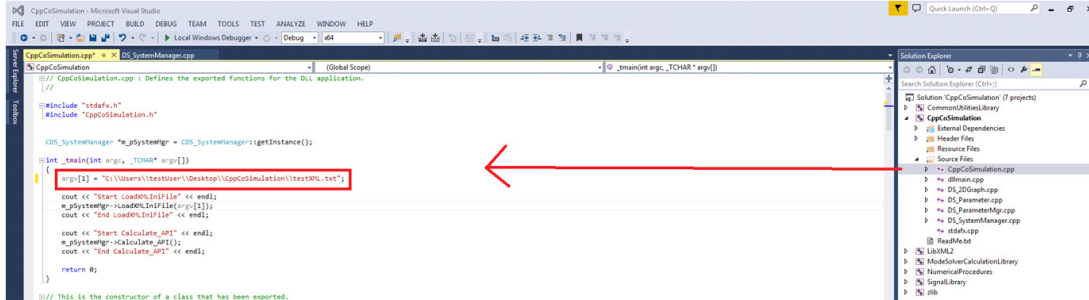 CppCoSimulation - Microsoft Visual Studio
Quick Launch (Ctrl+Q)
FILE EDIT VIEW PROJECT BUILD DEBUG TEAM TOOLS TEST ANALYZE WINDOW HELP
Local Windows Debugger Debug x64
Server Explorer
Toolbox
CppCoSimulation.cpp* DS_SystemManager.cpp
CppCoSimulation (Global Scope) _tmain(int argc, _TCHAR * argv[])
// CppCoSimulation.cpp : Defines the exported functions for the DLL application.
//
#include "stdafx.h"
#include "CppCoSimulation.h"
CDS_SystemManager *m_pSystemMgr = CDS_SystemManager::getInstance();
int _tmain(int argc, _TCHAR* argv[])
{
argv[1] = "C:\\Users\\testUser\\Desktop\\CppCoSimulation\\testXML.txt";
cout << "Start LoadXMLIniFile" << endl;
m_pSystemMgr->LoadXMLIniFile(argv[1]);
cout << "End LoadXMLIniFile" << endl;
cout << "Start Calculate_API" << endl;
m_pSystemMgr->Calculate_API();
cout << "End Calculate_API" << endl;
return 0;
}
// This is the constructor of a class that has been exported.
Solution Explorer
Search Solution Explorer (Ctrl+;)
Solution 'CppCoSimulation' (7 projects)
CommonUtilitiesLibrary
CppCoSimulation
External Dependencies
Header Files
Resource Files
Source Files
CppCoSimulation.cpp
dllmain.cpp
DS_2DGraph.cpp
DS_Parameter.cpp
DS_ParameterMgr.cpp
DS_SystemManager.cpp
stdafx.cpp
ReadMe.txt
LibXML2
ModeSolverCalculationLibrary
NumericalProcedures
SignalLibrary
zlib